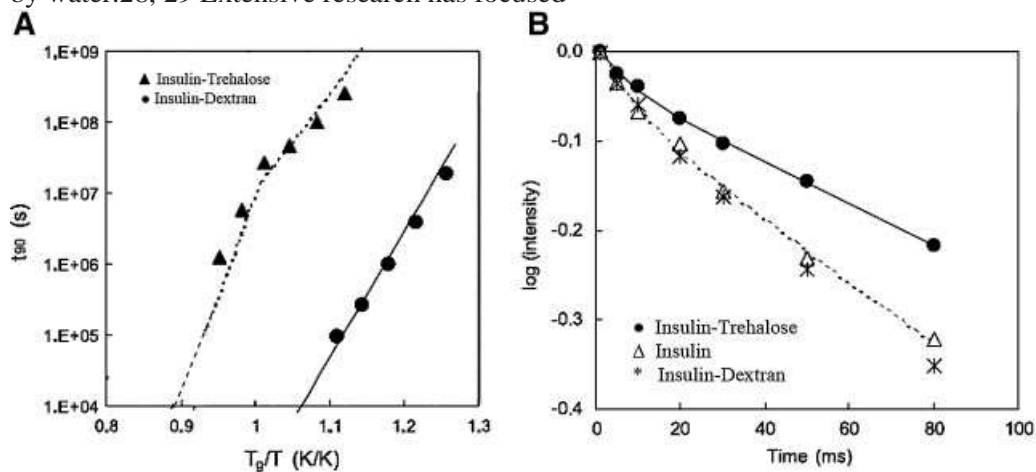 by water.28, 29 Extensive research has focused
A
1.E+09
1.E+08
1.E+07
1.E+06
1.E+05
1.E+04
t90 (s)
▲ Insulin-Trehalose
● Insulin-Dextran
0.8 0.9 1 1.1 1.2 1.3
Tg/T (K/K)
B
0.0
-0.1
-0.2
-0.3
-0.4
log (intensity)
● Insulin-Trehalose
△ Insulin
* Insulin-Dextran
0 20 40 60 80 100
Time (ms)